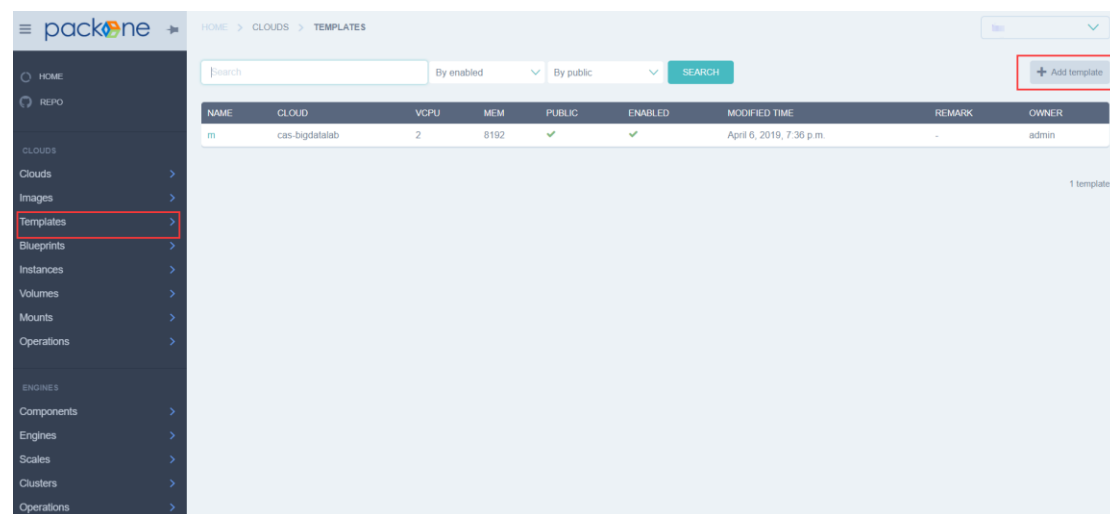 packone
HOME > CLOUDS > TEMPLATES
HOME
REPO
CLOUDS
Clouds
Images
Templates
Blueprints
Instances
Volumes
Mounts
Operations
ENGINES
Components
Engines
Scales
Clusters
Operations
Search By enabled By public SEARCH
+ Add template
NAME CLOUD VCPU MEM PUBLIC ENABLED MODIFIED TIME REMARK OWNER
m cas-bigdatalab 2 8192 April 6, 2019, 7:36 p.m. - admin
1 template